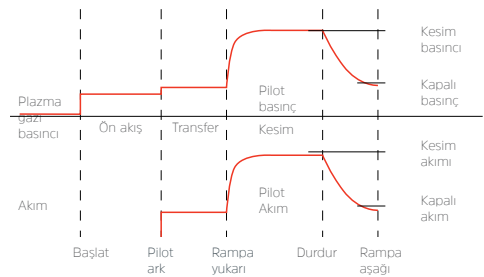 Kesim
basıncı
Plazma
gazı
basıncı
Pilot
basınç
Kapalı
basınç
Ön akış
Transfer
Kesim
Kesim
akımı
Akım
Pilot
Akım
Kapalı
akım
Başlat
Pilot
ark
Rampa
yukarı
Durdur
Rampa
aşağı